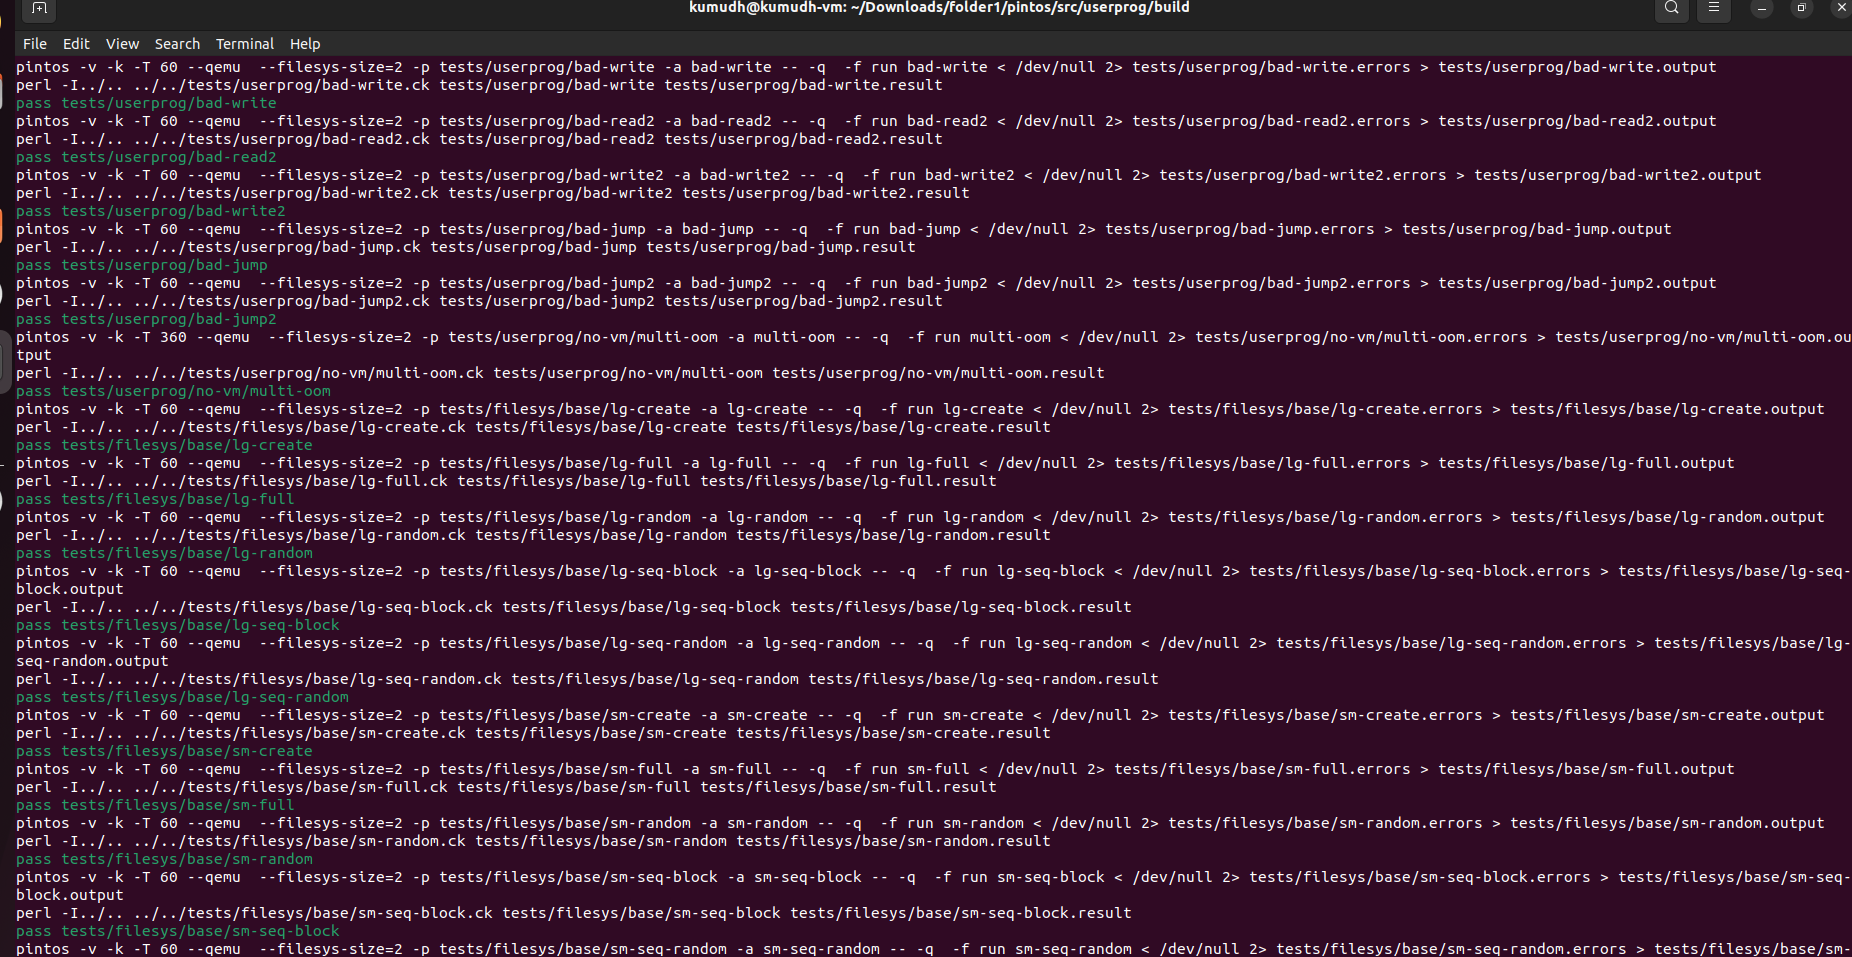 kumudh@kumudh-vm: ~/Downloads/folder1/pintos/src/userprog/build
File Edit View Search Terminal Help
pintos -v -k -T 60 --qemu  --filesys-size=2 -p tests/userprog/bad-write -a bad-write -- -q  -f run bad-write < /dev/null 2> tests/userprog/bad-write.errors > tests/userprog/bad-write.output
perl -I../.. ../../tests/userprog/bad-write.ck tests/userprog/bad-write tests/userprog/bad-write.result
pass tests/userprog/bad-write
pintos -v -k -T 60 --qemu  --filesys-size=2 -p tests/userprog/bad-read2 -a bad-read2 -- -q  -f run bad-read2 < /dev/null 2> tests/userprog/bad-read2.errors > tests/userprog/bad-read2.output
perl -I../.. ../../tests/userprog/bad-read2.ck tests/userprog/bad-read2 tests/userprog/bad-read2.result
pass tests/userprog/bad-read2
pintos -v -k -T 60 --qemu  --filesys-size=2 -p tests/userprog/bad-write2 -a bad-write2 -- -q  -f run bad-write2 < /dev/null 2> tests/userprog/bad-write2.errors > tests/userprog/bad-write2.output
perl -I../.. ../../tests/userprog/bad-write2.ck tests/userprog/bad-write2 tests/userprog/bad-write2.result
pass tests/userprog/bad-write2
pintos -v -k -T 60 --qemu  --filesys-size=2 -p tests/userprog/bad-jump -a bad-jump -- -q  -f run bad-jump < /dev/null 2> tests/userprog/bad-jump.errors > tests/userprog/bad-jump.output
perl -I../.. ../../tests/userprog/bad-jump.ck tests/userprog/bad-jump tests/userprog/bad-jump.result
pass tests/userprog/bad-jump
pintos -v -k -T 60 --qemu  --filesys-size=2 -p tests/userprog/bad-jump2 -a bad-jump2 -- -q  -f run bad-jump2 < /dev/null 2> tests/userprog/bad-jump2.errors > tests/userprog/bad-jump2.output
perl -I../.. ../../tests/userprog/bad-jump2.ck tests/userprog/bad-jump2 tests/userprog/bad-jump2.result
pass tests/userprog/bad-jump2
pintos -v -k -T 360 --qemu  --filesys-size=2 -p tests/userprog/no-vm/multi-oom -a multi-oom -- -q  -f run multi-oom < /dev/null 2> tests/userprog/no-vm/multi-oom.errors > tests/userprog/no-vm/multi-oom.ou
tput
perl -I../.. ../../tests/userprog/no-vm/multi-oom.ck tests/userprog/no-vm/multi-oom tests/userprog/no-vm/multi-oom.result
pass tests/userprog/no-vm/multi-oom
pintos -v -k -T 60 --qemu  --filesys-size=2 -p tests/filesys/base/lg-create -a lg-create -- -q  -f run lg-create < /dev/null 2> tests/filesys/base/lg-create.errors > tests/filesys/base/lg-create.output
perl -I../.. ../../tests/filesys/base/lg-create.ck tests/filesys/base/lg-create tests/filesys/base/lg-create.result
pass tests/filesys/base/lg-create
pintos -v -k -T 60 --qemu  --filesys-size=2 -p tests/filesys/base/lg-full -a lg-full -- -q  -f run lg-full < /dev/null 2> tests/filesys/base/lg-full.errors > tests/filesys/base/lg-full.output
perl -I../.. ../../tests/filesys/base/lg-full.ck tests/filesys/base/lg-full tests/filesys/base/lg-full.result
pass tests/filesys/base/lg-full
pintos -v -k -T 60 --qemu  --filesys-size=2 -p tests/filesys/base/lg-random -a lg-random -- -q  -f run lg-random < /dev/null 2> tests/filesys/base/lg-random.errors > tests/filesys/base/lg-random.output
perl -I../.. ../../tests/filesys/base/lg-random.ck tests/filesys/base/lg-random tests/filesys/base/lg-random.result
pass tests/filesys/base/lg-random
pintos -v -k -T 60 --qemu  --filesys-size=2 -p tests/filesys/base/lg-seq-block -a lg-seq-block -- -q  -f run lg-seq-block < /dev/null 2> tests/filesys/base/lg-seq-block.errors > tests/filesys/base/lg-seq-
block.output
perl -I../.. ../../tests/filesys/base/lg-seq-block.ck tests/filesys/base/lg-seq-block tests/filesys/base/lg-seq-block.result
pass tests/filesys/base/lg-seq-block
pintos -v -k -T 60 --qemu  --filesys-size=2 -p tests/filesys/base/lg-seq-random -a lg-seq-random -- -q  -f run lg-seq-random < /dev/null 2> tests/filesys/base/lg-seq-random.errors > tests/filesys/base/lg-
seq-random.output
perl -I../.. ../../tests/filesys/base/lg-seq-random.ck tests/filesys/base/lg-seq-random tests/filesys/base/lg-seq-random.result
pass tests/filesys/base/lg-seq-random
pintos -v -k -T 60 --qemu  --filesys-size=2 -p tests/filesys/base/sm-create -a sm-create -- -q  -f run sm-create < /dev/null 2> tests/filesys/base/sm-create.errors > tests/filesys/base/sm-create.output
perl -I../.. ../../tests/filesys/base/sm-create.ck tests/filesys/base/sm-create tests/filesys/base/sm-create.result
pass tests/filesys/base/sm-create
pintos -v -k -T 60 --qemu  --filesys-size=2 -p tests/filesys/base/sm-full -a sm-full -- -q  -f run sm-full < /dev/null 2> tests/filesys/base/sm-full.errors > tests/filesys/base/sm-full.output
perl -I../.. ../../tests/filesys/base/sm-full.ck tests/filesys/base/sm-full tests/filesys/base/sm-full.result
pass tests/filesys/base/sm-full
pintos -v -k -T 60 --qemu  --filesys-size=2 -p tests/filesys/base/sm-random -a sm-random -- -q  -f run sm-random < /dev/null 2> tests/filesys/base/sm-random.errors > tests/filesys/base/sm-random.output
perl -I../.. ../../tests/filesys/base/sm-random.ck tests/filesys/base/sm-random tests/filesys/base/sm-random.result
pass tests/filesys/base/sm-random
pintos -v -k -T 60 --qemu  --filesys-size=2 -p tests/filesys/base/sm-seq-block -a sm-seq-block -- -q  -f run sm-seq-block < /dev/null 2> tests/filesys/base/sm-seq-block.errors > tests/filesys/base/sm-seq-
block.output
perl -I../.. ../../tests/filesys/base/sm-seq-block.ck tests/filesys/base/sm-seq-block tests/filesys/base/sm-seq-block.result
pass tests/filesys/base/sm-seq-block
pintos -v -k -T 60 --qemu  --filesys-size=2 -p tests/filesys/base/sm-seq-random -a sm-seq-random -- -q  -f run sm-seq-random < /dev/null 2> tests/filesys/base/sm-seq-random.errors > tests/filesys/base/sm-